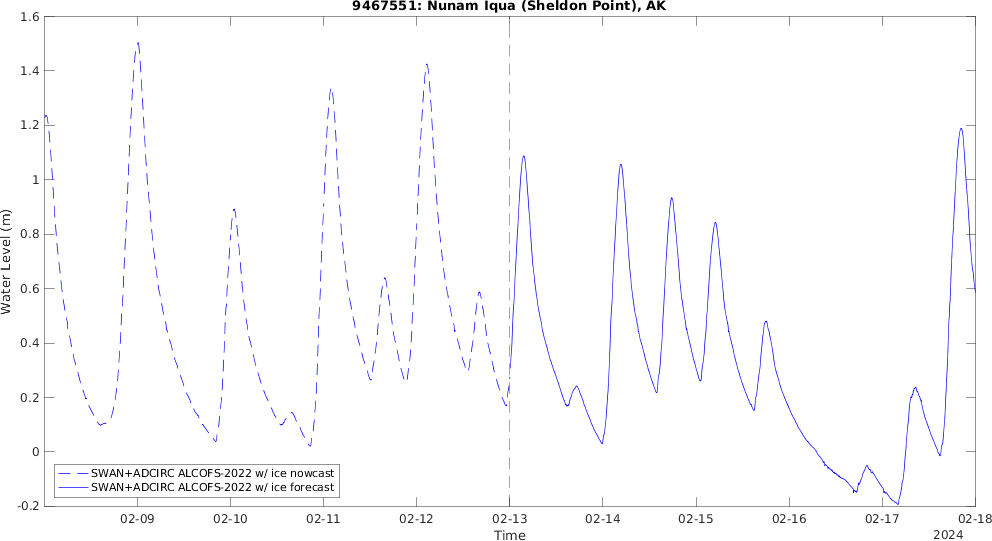 9467551: Nunam Iqua (Sheldon Point), AK
1.6
1.4
1.2
1
0.8
0.6
0.4
0.2
0
-0.2
Water Level (m)
SWAN+ADCIRC ALCOFS-2022 w/ ice nowcast
SWAN+ADCIRC ALCOFS-2022 w/ ice forecast
02-09 02-10 02-11 02-12 02-13 02-14 02-15 02-16 02-17 02-18
Time
2024